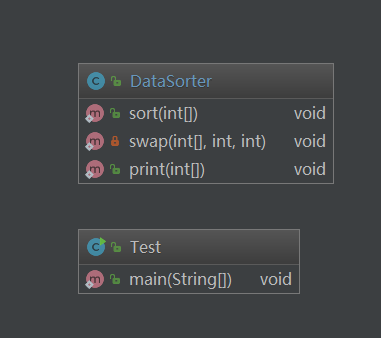 DataSorter
sort(int[]) void
swap(int[], int, int) void
print(int[]) void
Test
main(String[]) void